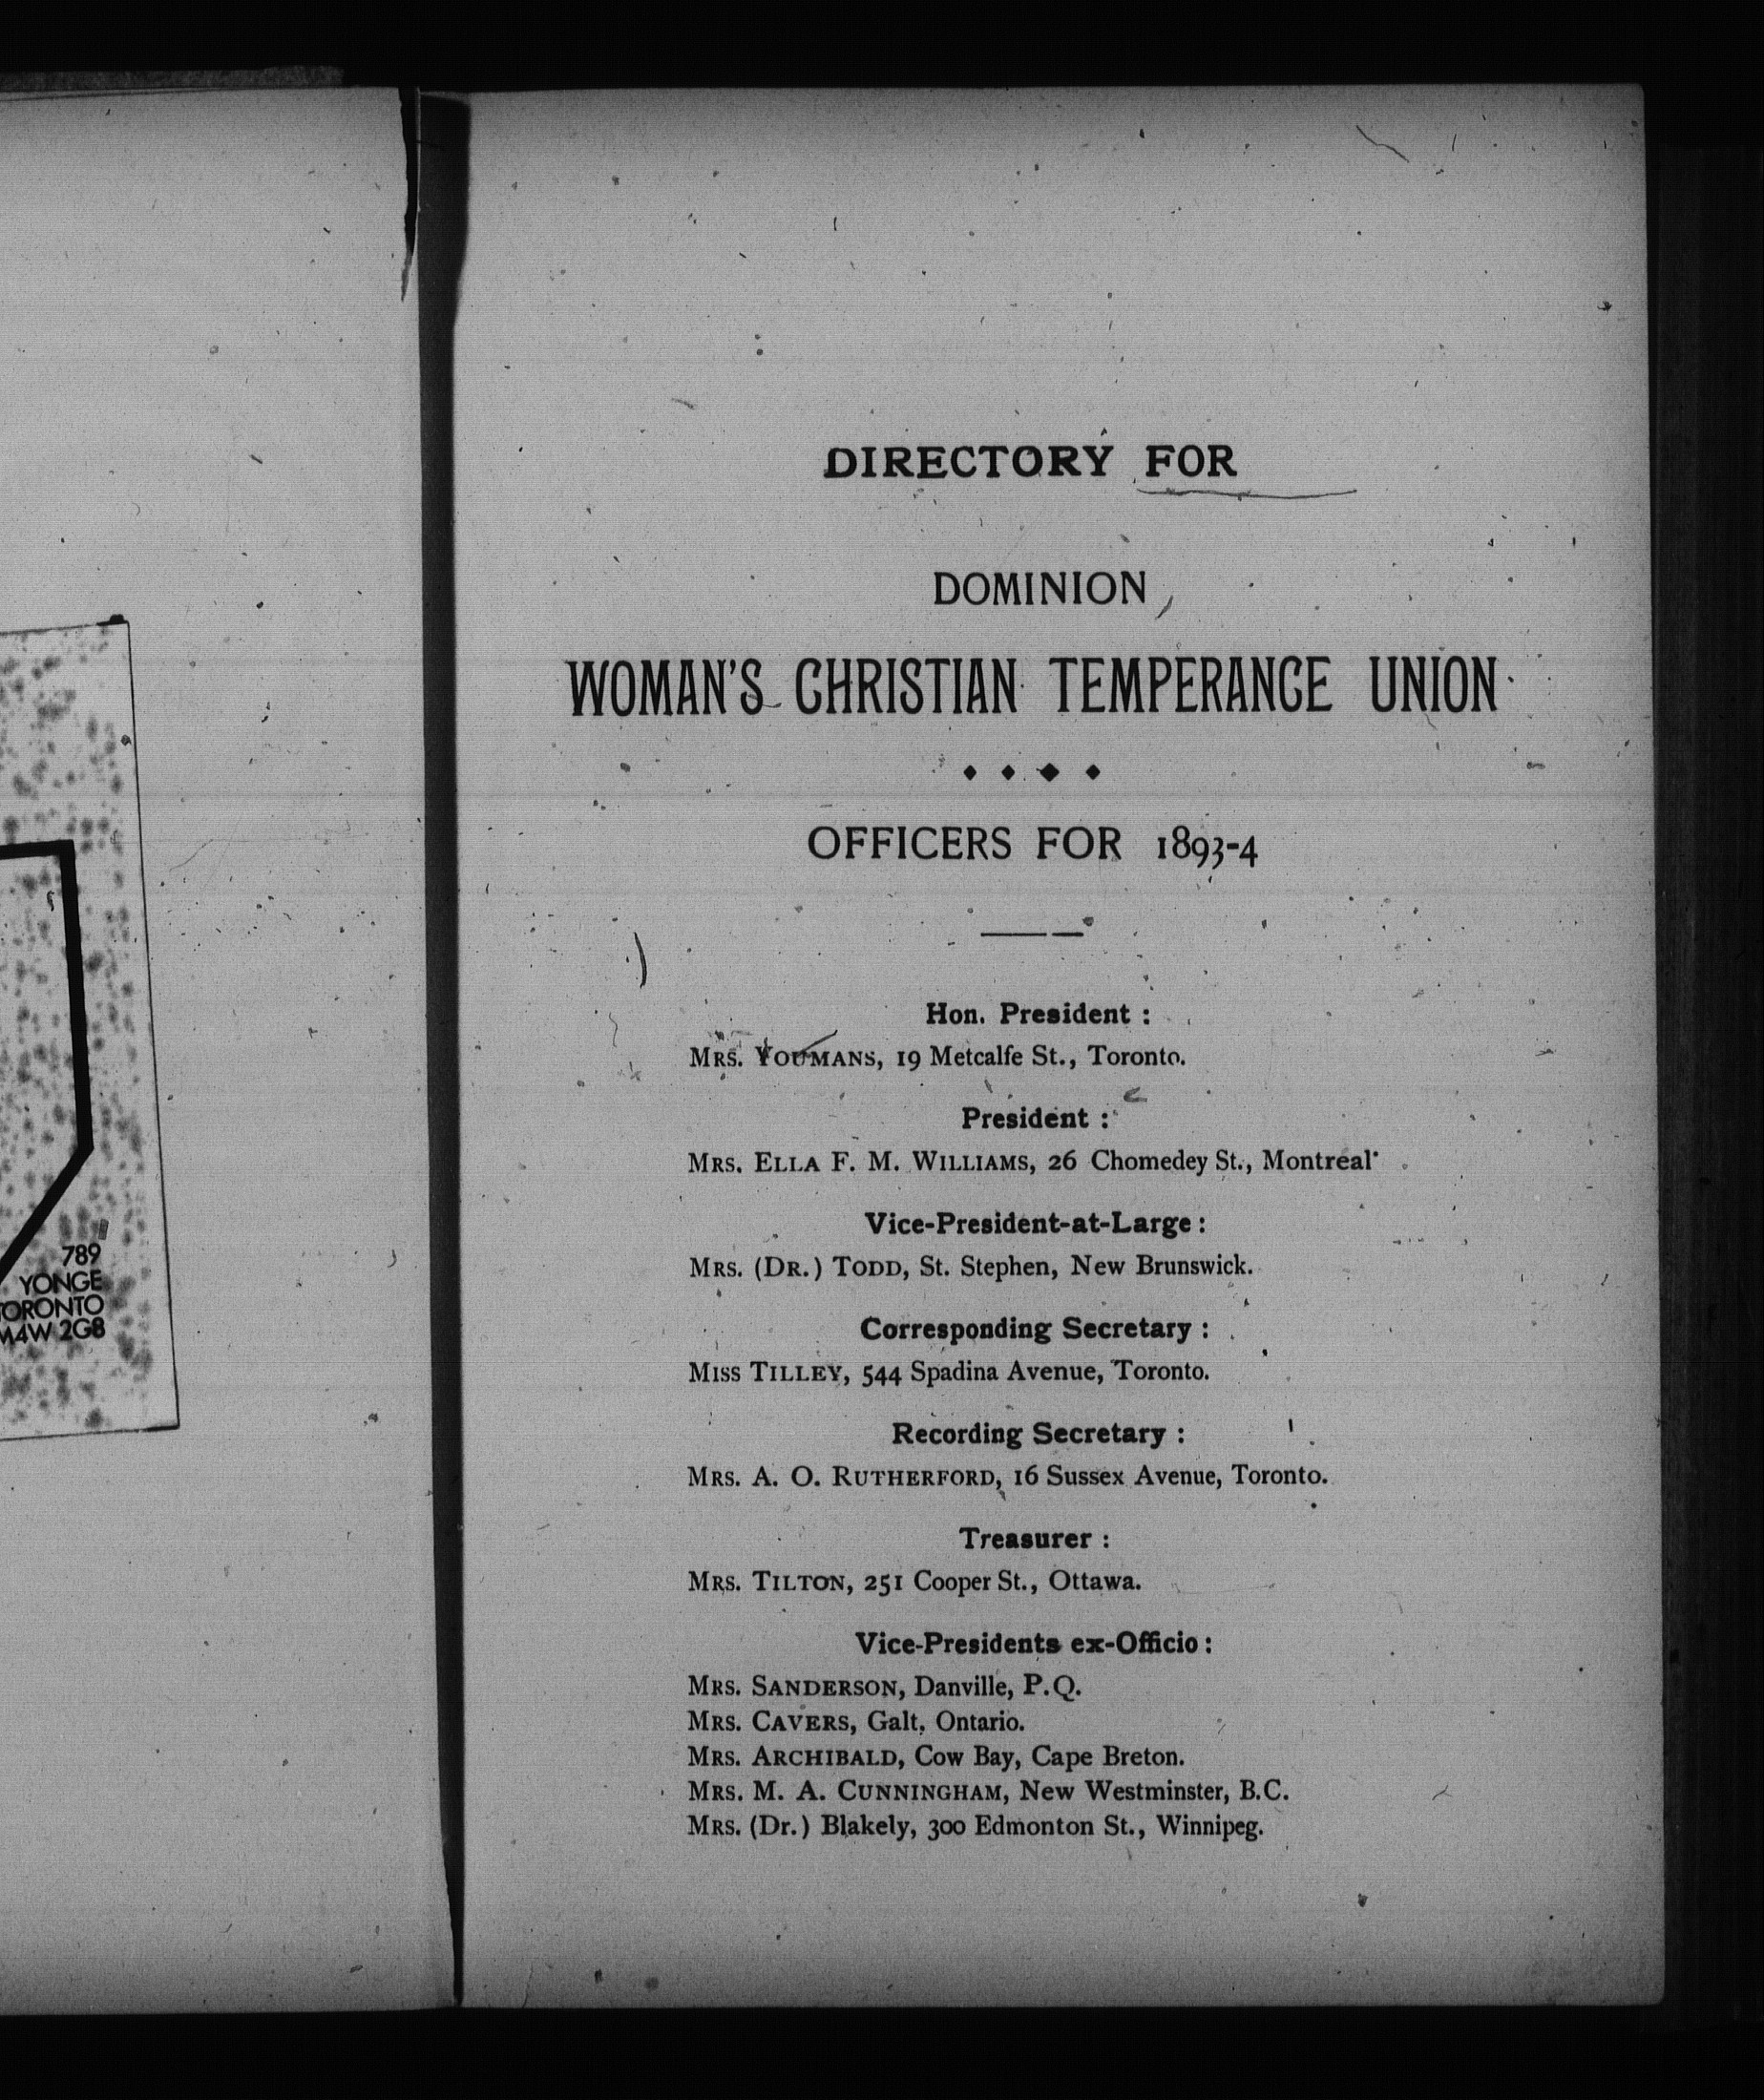 789
YONGE
TORONTO
M4W 2G8
DIRECTORY FOR
DOMINION
WOMAN'S CHRISTIAN TEMPERANCE UNION
OFFICERS FOR 1893-4
Hon. President :
MRS. YOUMANS, 19 Metcalfe St., Toronto.
President :
MRS. ELLA F. M. WILLIAMS, 26 Chomedey St., Montreal.
Vice-President-at-Large :
MRS. (DR.) TODD, St. Stephen, New Brunswick.
Corresponding Secretary :
MISS TILLEY, 544 Spadina Avenue, Toronto.
Recording Secretary :
MRS. A. O. RUTHERFORD, 16 Sussex Avenue, Toronto.
Treasurer :
MRS. TILTON, 251 Cooper St., Ottawa.
Vice-Presidents ex-Officio :
MRS. SANDERSON, Danville, P.Q.
MRS. CAVERS, Galt, Ontario.
MRS. ARCHIBALD, Cow Bay, Cape Breton.
MRS. M. A. CUNNINGHAM, New Westminster, B.C.
MRS. (Dr.) Blakely, 300 Edmonton St., Winnipeg.